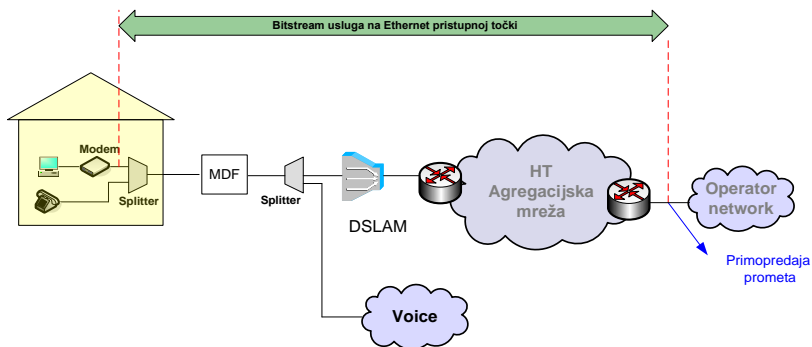 Bitstream usluga na Ethernet pristupnoj točki
Modem
Splitter
MDF
Splitter
DSLAM
HT
Agregacijska
mreža
Operator
network
Primopredaja
prometa
Voice